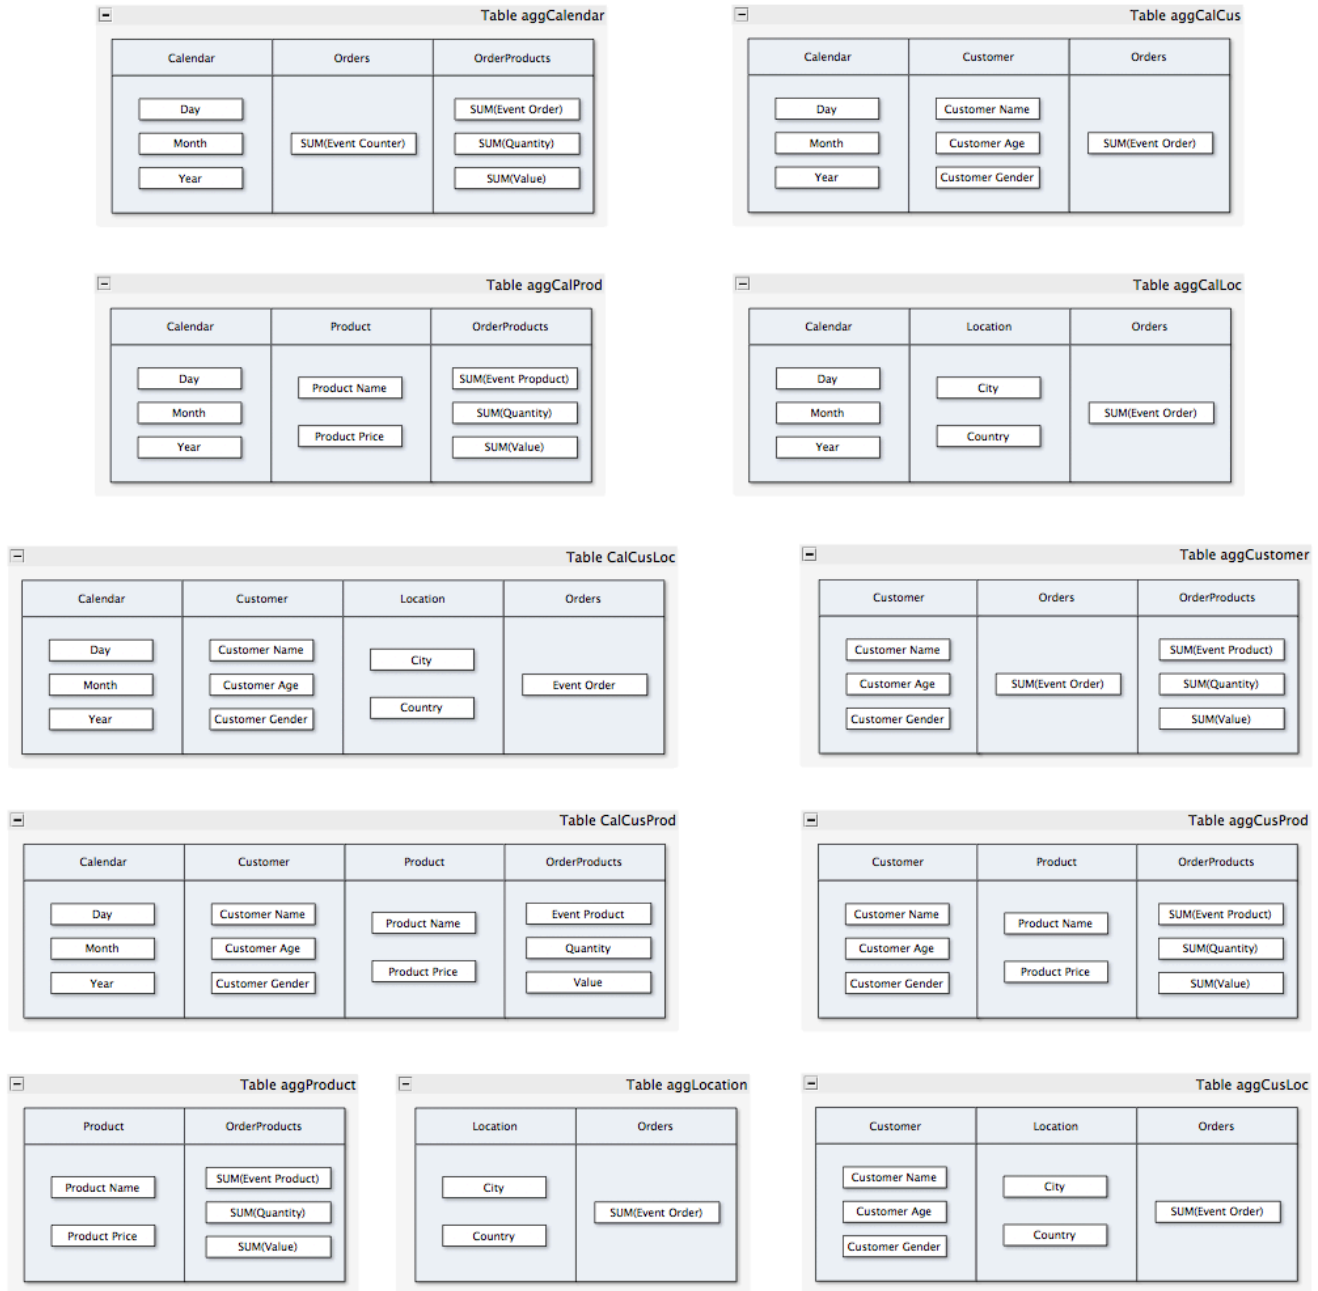 Table aggCalendar
Calendar Orders OrderProducts
Day SUM(Event Order)
Month SUM(Event Counter) SUM(Quantity)
Year SUM(Value)
Table aggCalCus
Calendar Customer Orders
Day Customer Name
Month Customer Age SUM(Event Order)
Year Customer Gender
Table aggCalProd
Calendar Product OrderProducts
Day Product Name SUM(Event Propduct)
Month SUM(Quantity)
Year Product Price SUM(Value)
Table aggCalLoc
Calendar Location Orders
Day City
Month SUM(Event Order)
Year Country
Table CalCusLoc
Calendar Customer Location Orders
Day Customer Name City
Month Customer Age Event Order
Year Customer Gender Country
Table aggCustomer
Customer Orders OrderProducts
Customer Name SUM(Event Product)
Customer Age SUM(Event Order) SUM(Quantity)
Customer Gender SUM(Value)
Table CalCusProd
Calendar Customer Product OrderProducts
Day Customer Name Product Name Event Product
Month Customer Age Quantity
Year Customer Gender Product Price Value
Table aggCusProd
Customer Product OrderProducts
Customer Name Product Name SUM(Event Product)
Customer Age SUM(Quantity)
Customer Gender Product Price SUM(Value)
Table aggProduct
Product OrderProducts
Product Name SUM(Event Product)
SUM(Quantity)
Product Price SUM(Value)
Table aggLocation
Location Orders
City
SUM(Event Order)
Country
Table aggCusLoc
Customer Location Orders
Customer Name City
Customer Age SUM(Event Order)
Customer Gender Country